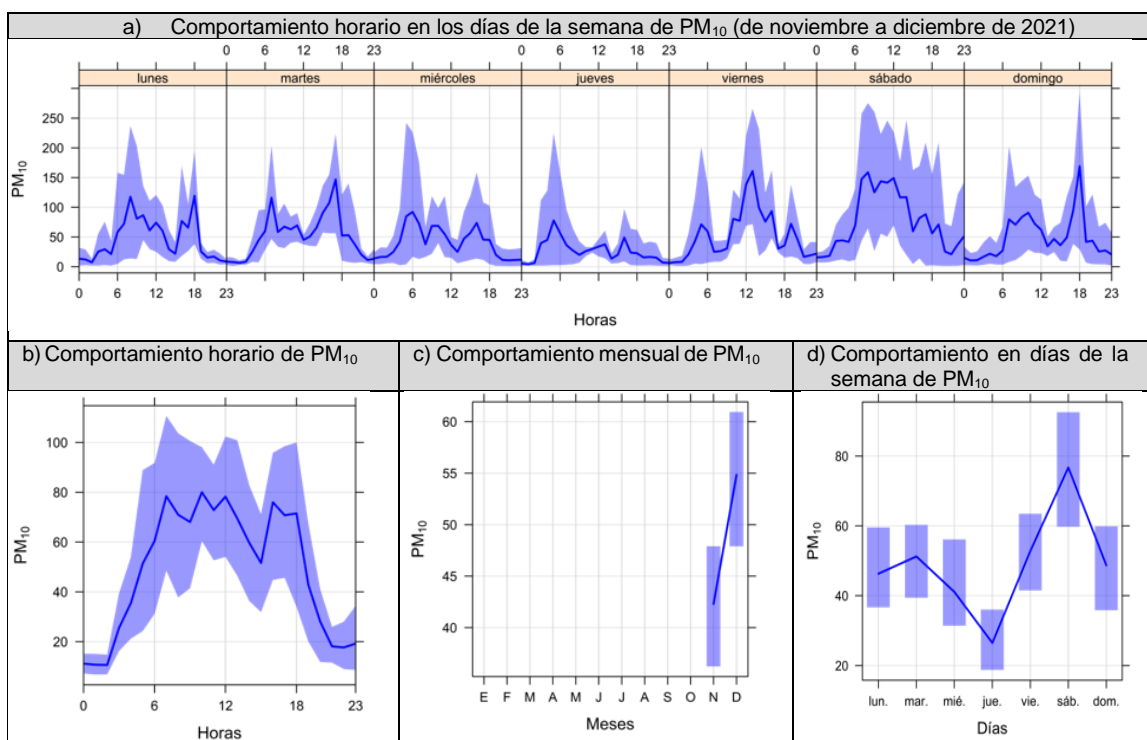 a) Comportamiento horario en los días de la semana de PM₁₀ (de noviembre a diciembre de 2021)
0 6 12 18 23 0 6 12 18 23 0 6 12 18 23
lunes martes miércoles jueves viernes sábado domingo
250
200
150
100
50
0
PM₁₀
0 6 12 18 23 0 6 12 18 23 0 6 12 18 23 0 6 12 18 23
Horas
b) Comportamiento horario de PM₁₀
100
80
60
40
20
PM₁₀
0 6 12 18 23
Horas
c) Comportamiento mensual de PM₁₀
60
55
50
45
40
PM₁₀
E F M A M J J A S O N D
Meses
d) Comportamiento en días de la
semana de PM₁₀
80
60
40
20
PM₁₀
lun. mar. mié. jue. vie. sáb. dom.
Días